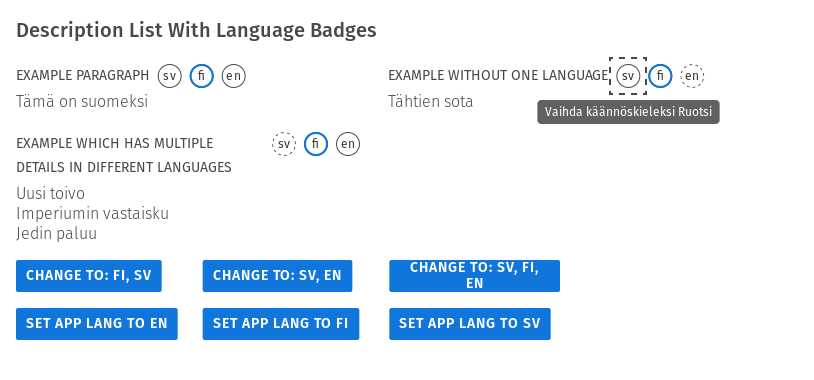 Description List With Language Badges
EXAMPLE PARAGRAPH sv fi en
Tämä on suomeksi
EXAMPLE WITHOUT ONE LANGUAGE sv fi en
Tähtien sota
Vaihda käännöskieleksi Ruotsi
EXAMPLE WHICH HAS MULTIPLE sv fi en
DETAILS IN DIFFERENT LANGUAGES
Uusi toivo
Imperiumin vastaisku
Jedin paluu
CHANGE TO: FI, SV
CHANGE TO: SV, EN
CHANGE TO: SV, FI,
EN
SET APP LANG TO EN
SET APP LANG TO FI
SET APP LANG TO SV